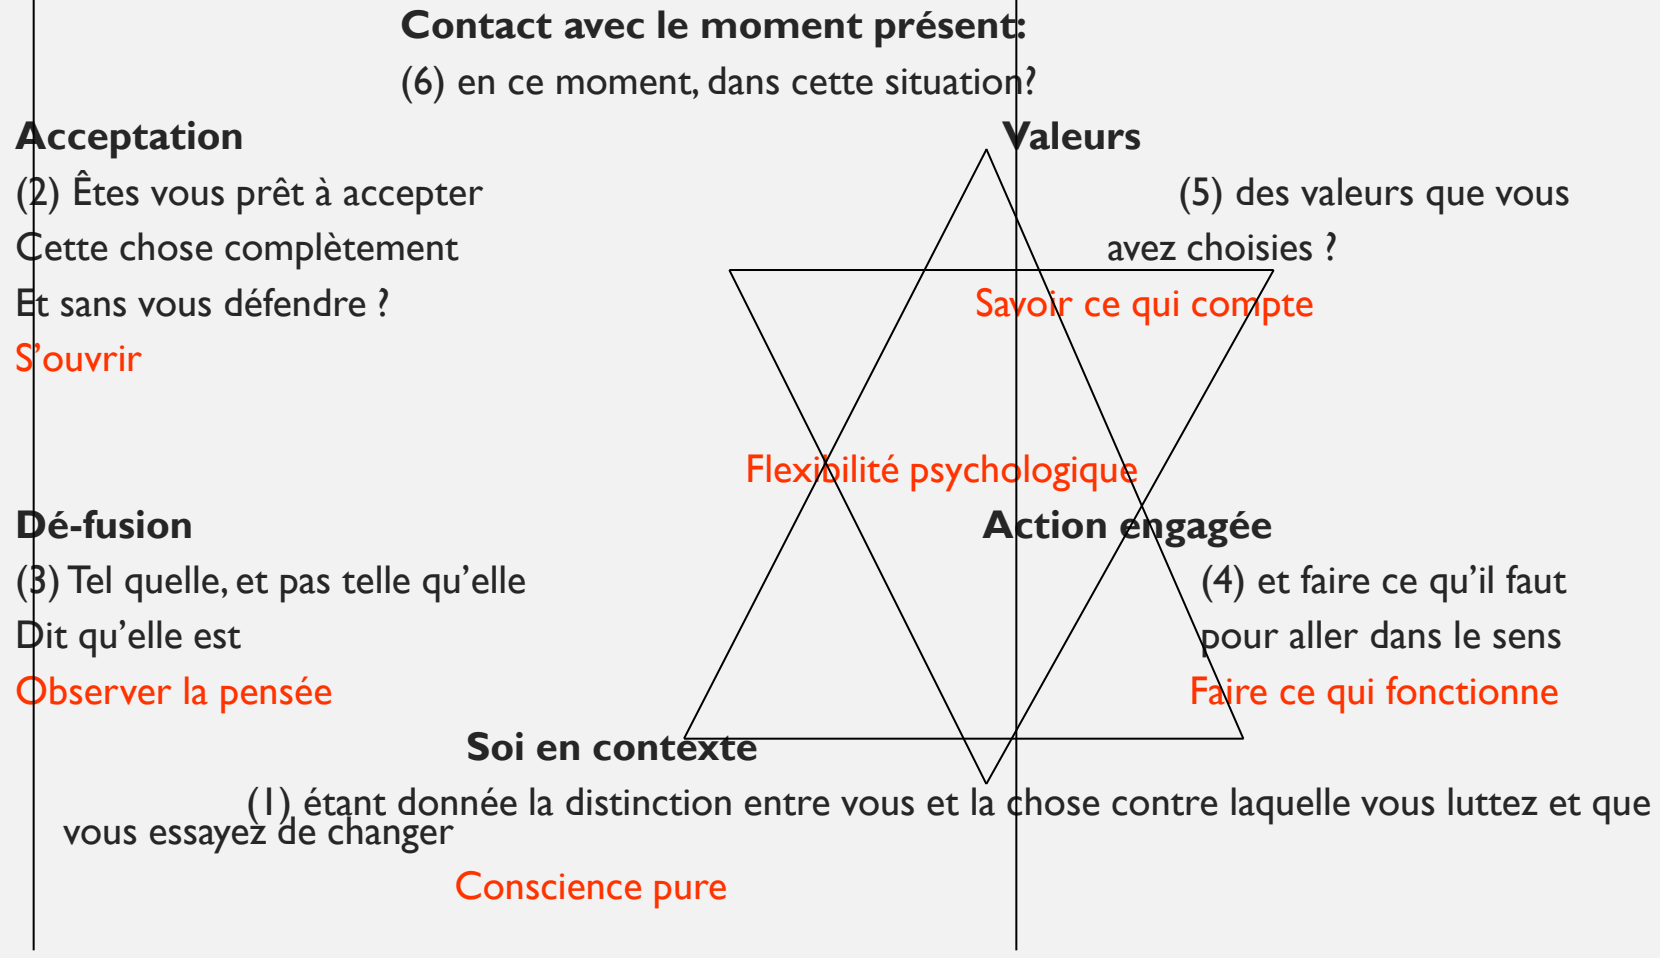 Contact avec le moment présent:
(6) en ce moment, dans cette situation?
Acceptation
Valeurs
(2) Êtes vous prêt à accepter
(5) des valeurs que vous
Cette chose complètement
avez choisies ?
Et sans vous défendre ?
Savoir ce qui compte
S’ouvrir
Flexibilité psychologique
Dé-fusion
Action engagée
(3) Tel quelle, et pas telle qu’elle
(4) et faire ce qu’il faut
Dit qu’elle est
pour aller dans le sens
Observer la pensée
Faire ce qui fonctionne
Soi en contexte
(1) étant donnée la distinction entre vous et la chose contre laquelle vous luttez et que
vous essayez de changer
Conscience pure